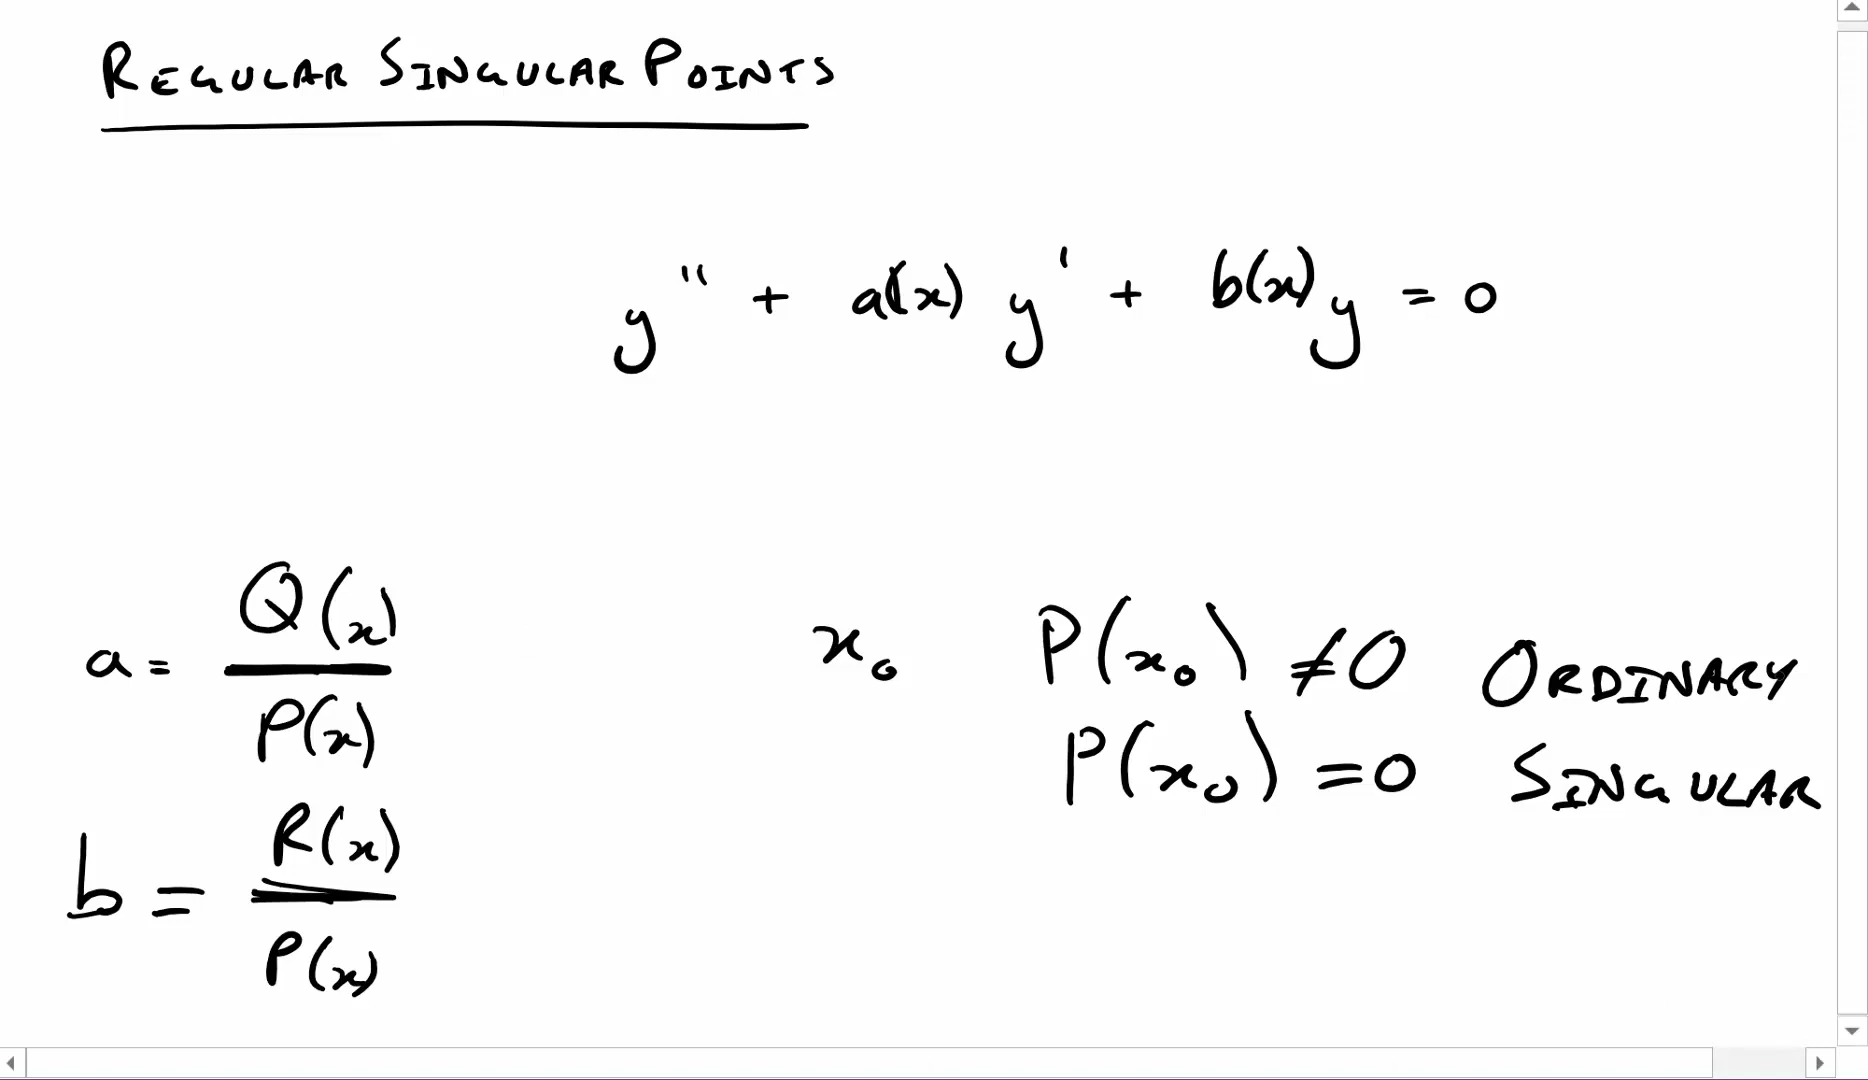 REGULAR SINGULAR POINTS
y'' + a(x) y' + b(x) y = 0
a = Q(x) / P(x)
x₀ P(x₀) ≠ 0 ORDINARY
P(x₀) = 0 SINGULAR
b = R(x) / P(x)